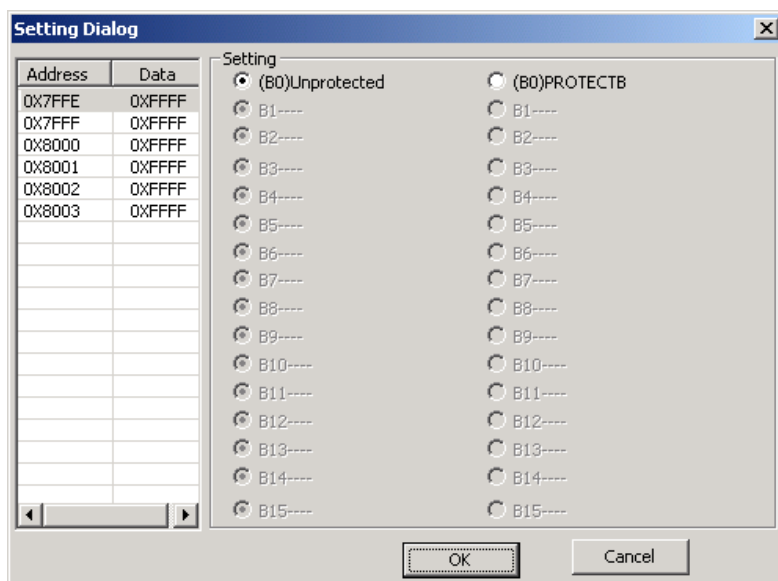 Setting Dialog
Address Data
0X7FFE 0XFFFF
0X7FFF 0XFFFF
0X8000 0XFFFF
0X8001 0XFFFF
0X8002 0XFFFF
0X8003 0XFFFF
Setting
(B0)Unprotected (B0)PROTECTB
B1---- B1----
B2---- B2----
B3---- B3----
B4---- B4----
B5---- B5----
B6---- B6----
B7---- B7----
B8---- B8----
B9---- B9----
B10---- B10----
B11---- B11----
B12---- B12----
B13---- B13----
B14---- B14----
B15---- B15----
OK Cancel